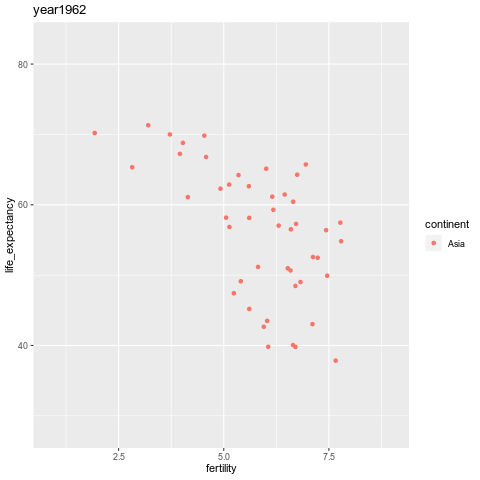 year1962
life_expectancy
80
60
40
2.5
5.0
7.5
fertility
continent
Asia